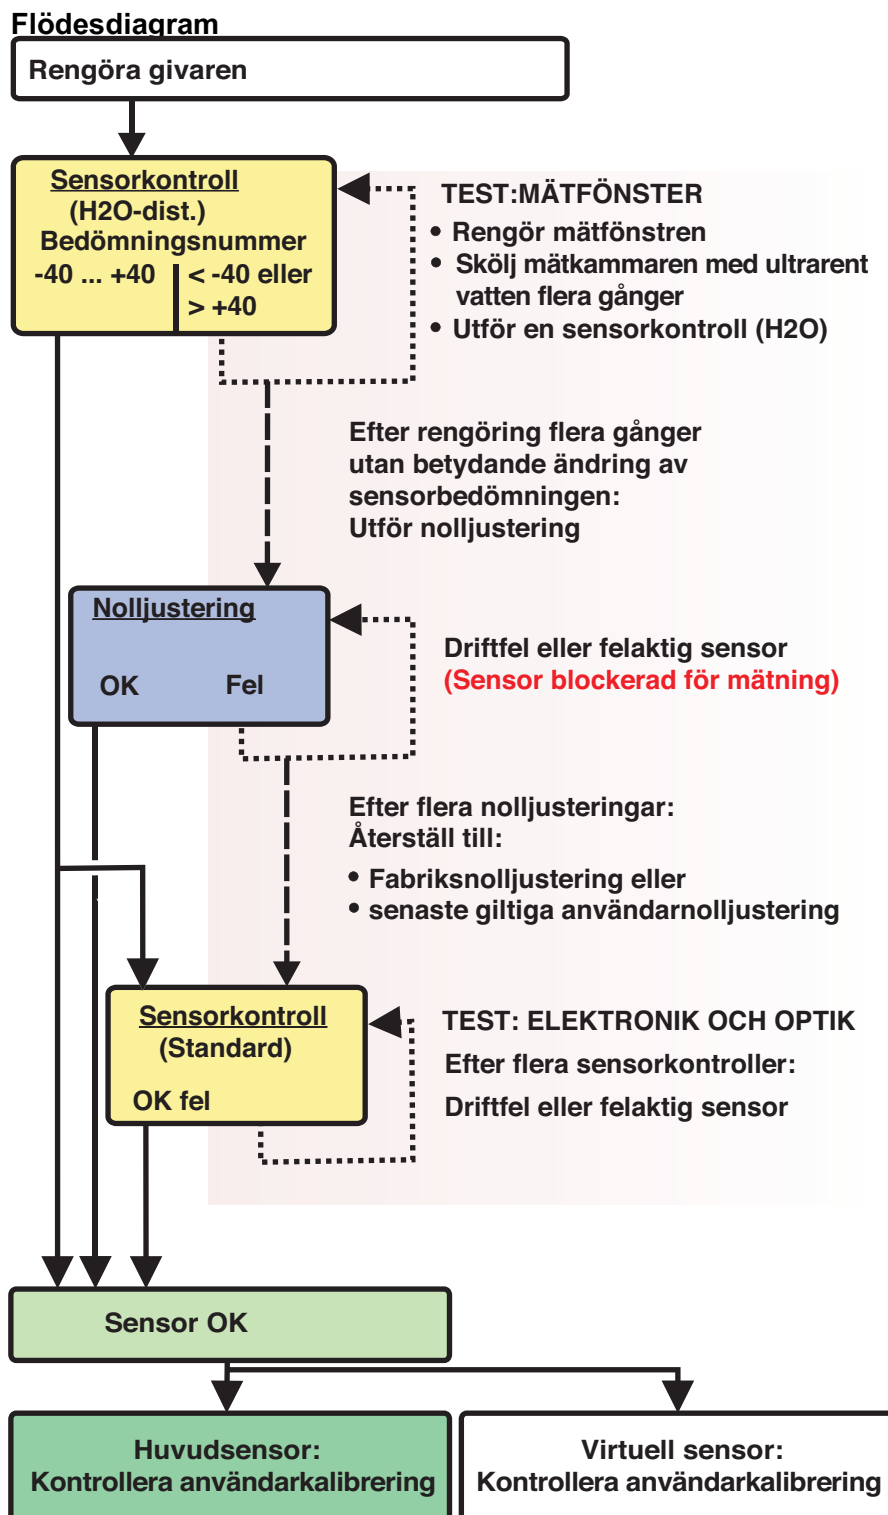 Flödesdiagram
Rengöra givaren
Sensorkontroll
(H2O-dist.)
Bedömningsnummer
-40 ... +40
< -40 eller
> +40
TEST:MÄTFÖNSTER
• Rengör mätfönstren
• Skölj mätkammaren med ultrarent
vatten flera gånger
• Utför en sensorkontroll (H2O)
Efter rengöring flera gånger
utan betydande ändring av
sensorbedömningen:
Utför nolljustering
Nolljustering
OK Fel
Driftfel eller felaktig sensor
(Sensor blockerad för mätning)
Efter flera nolljusteringar:
Återställ till:
• Fabriksnolljustering eller
• senaste giltiga användarnolljustering
Sensorkontroll
(Standard)
OK fel
TEST: ELEKTRONIK OCH OPTIK
Efter flera sensorkontroller:
Driftfel eller felaktig sensor
Sensor OK
Huvudsensor:
Kontrollera användarkalibrering
Virtuell sensor:
Kontrollera användarkalibrering